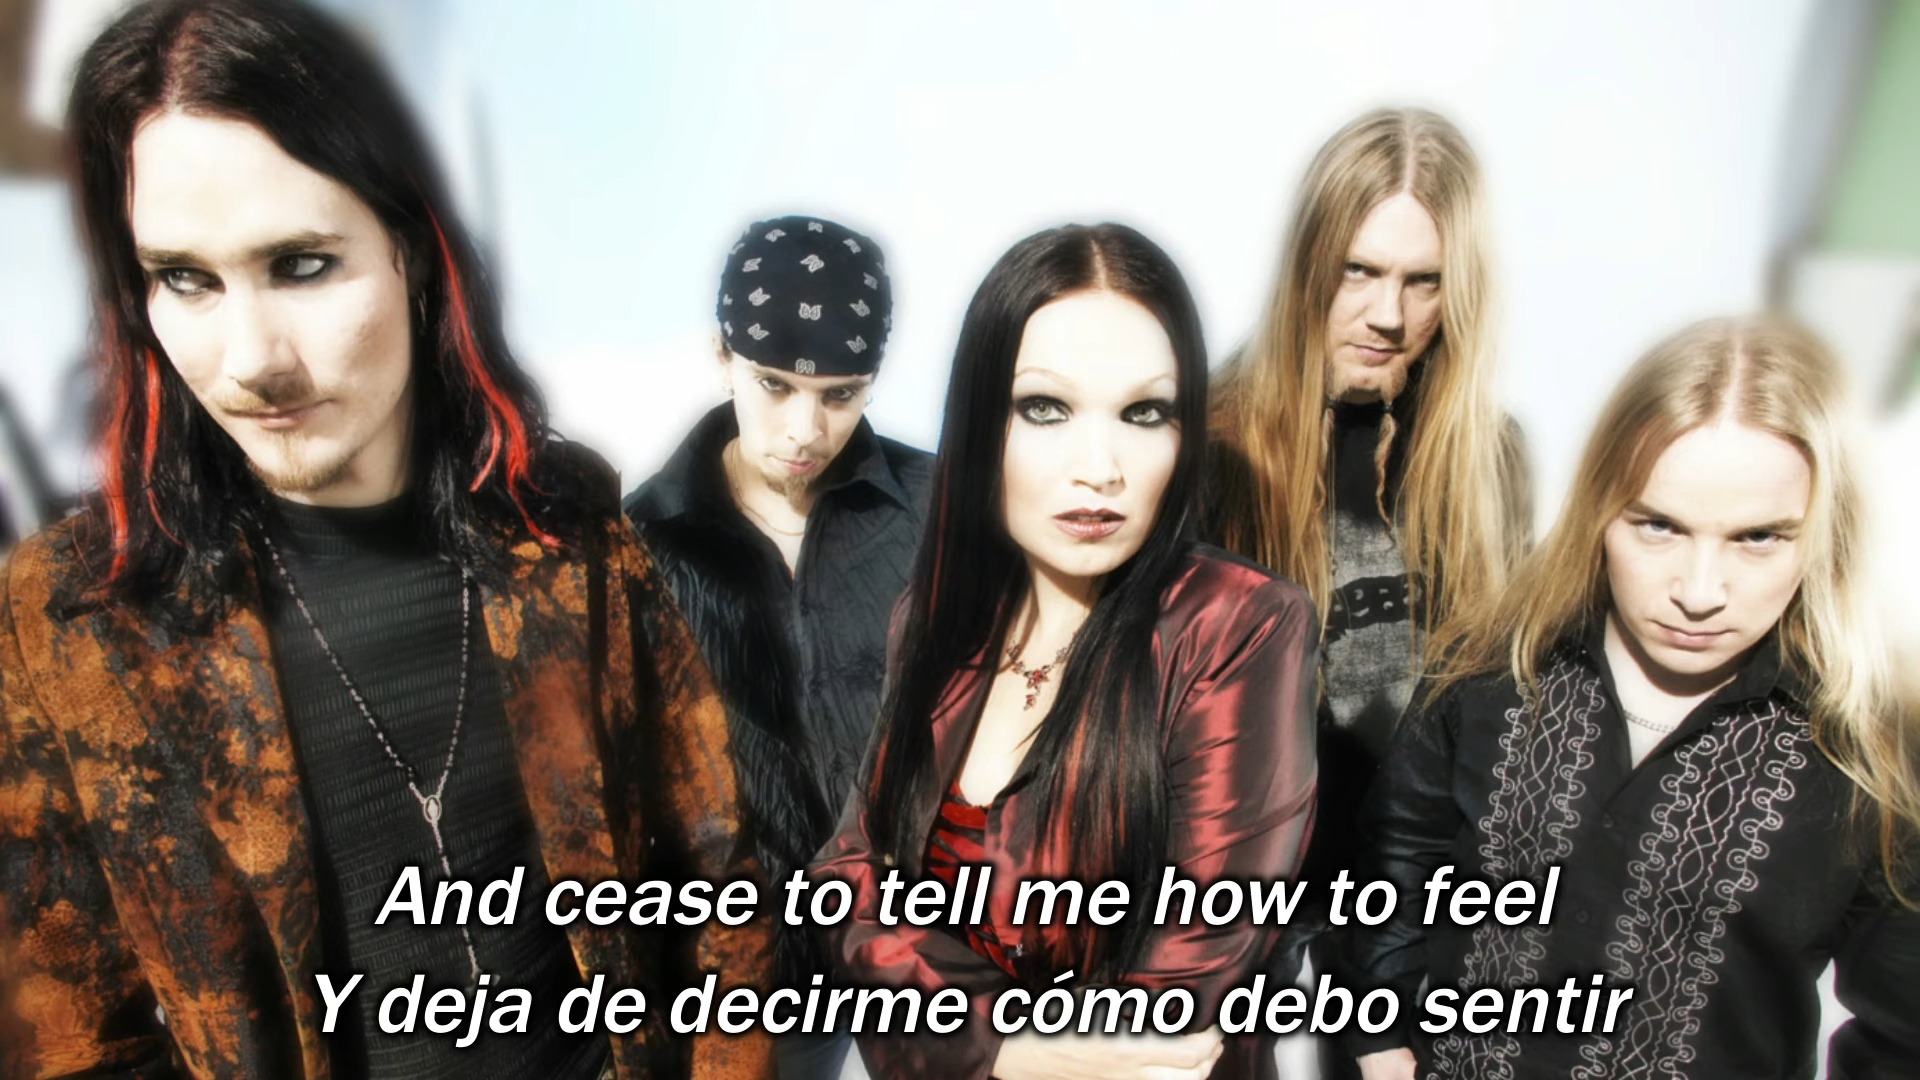 And cease to tell me how to feel
Y deja de decirme cómo debo sentir